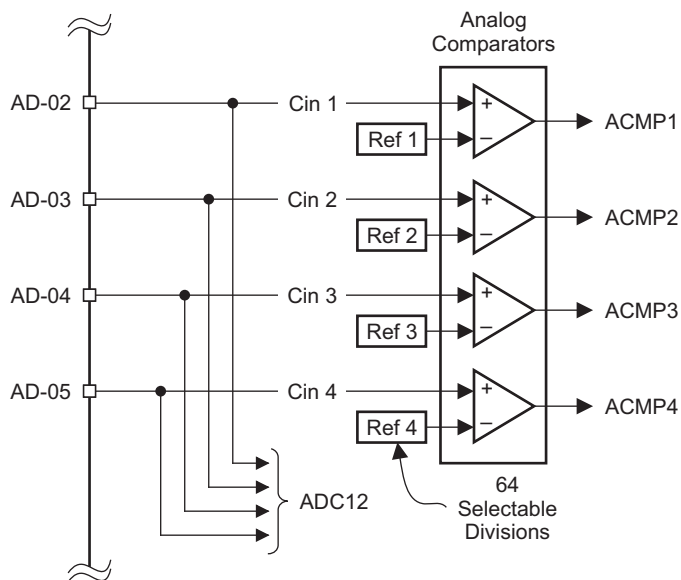 Analog
Comparators
AD-02
Cin 1
+
−
Ref 1
ACMP1
AD-03
Cin 2
+
−
Ref 2
ACMP2
AD-04
Cin 3
+
−
Ref 3
ACMP3
AD-05
Cin 4
+
−
Ref 4
ACMP4
ADC12
64
Selectable
Divisions